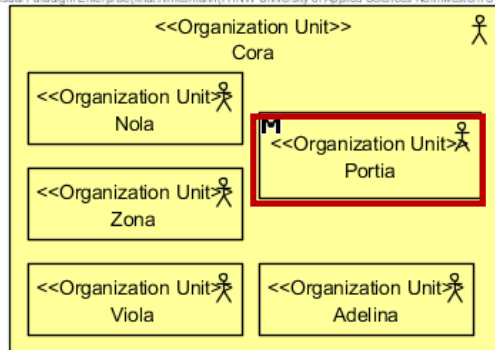 <<Organization Unit>>
Cora
<<Organization Unit>>
Nola
M
<<Organization Unit>>
Portia
<<Organization Unit>>
Zona
<<Organization Unit>>
Viola
<<Organization Unit>>
Adelina